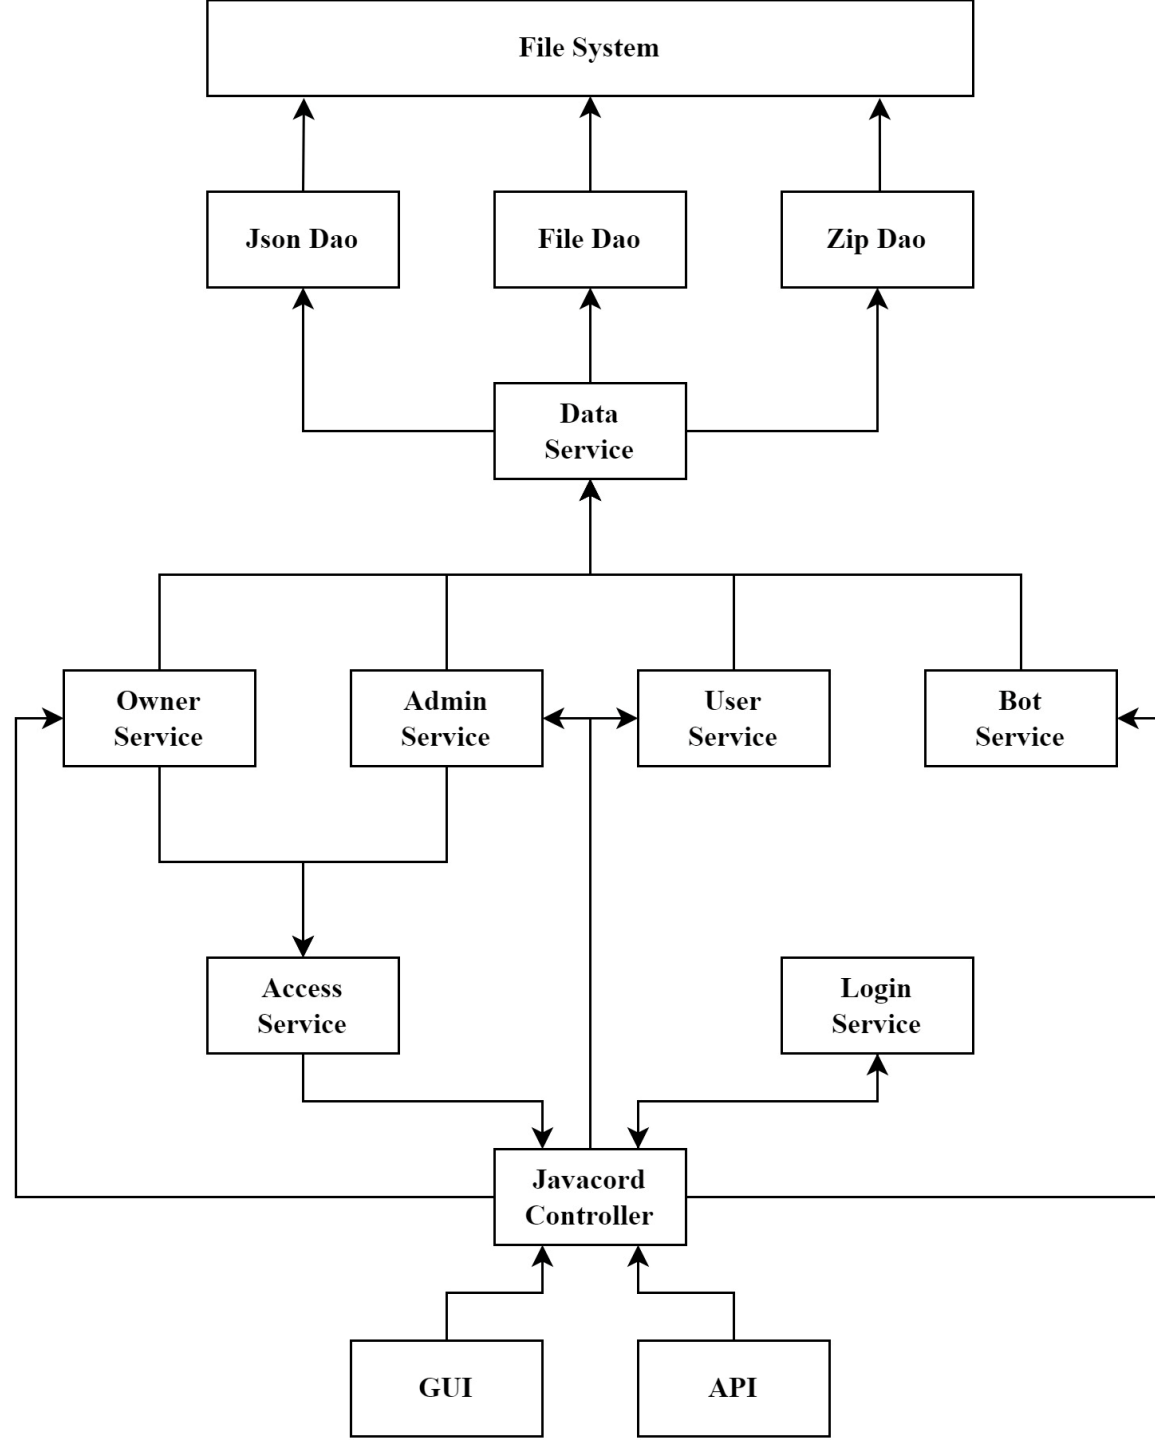 File System
Json Dao
File Dao
Zip Dao
Data
Service
Owner
Service
Admin
Service
User
Service
Bot
Service
Access
Service
Login
Service
Javacord
Controller
GUI
API